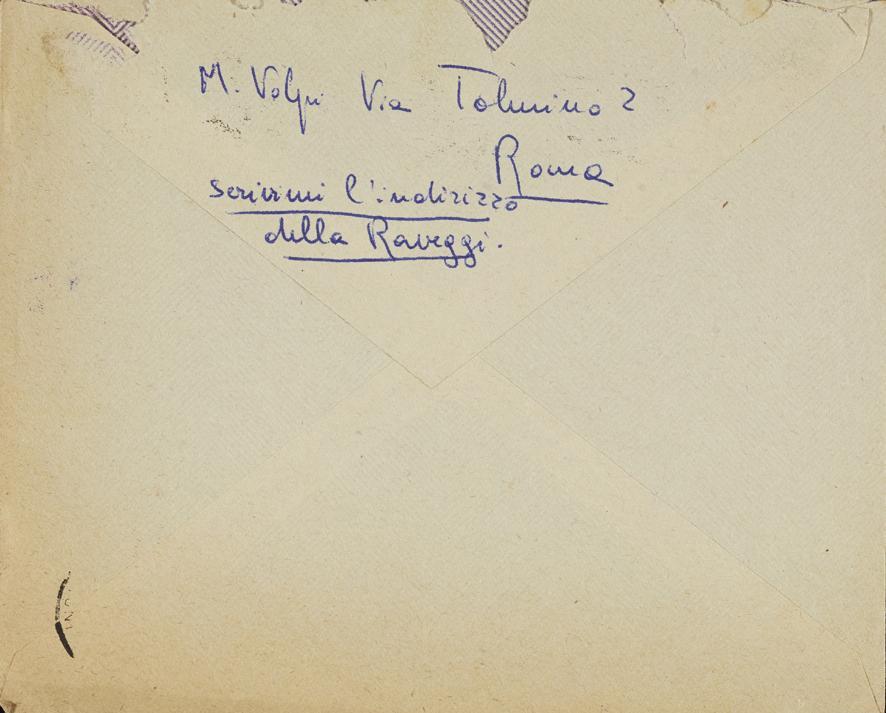 M. Volpi Via Tolmino 2
Roma
scrivimi l'indirizzo
della Raveggi.